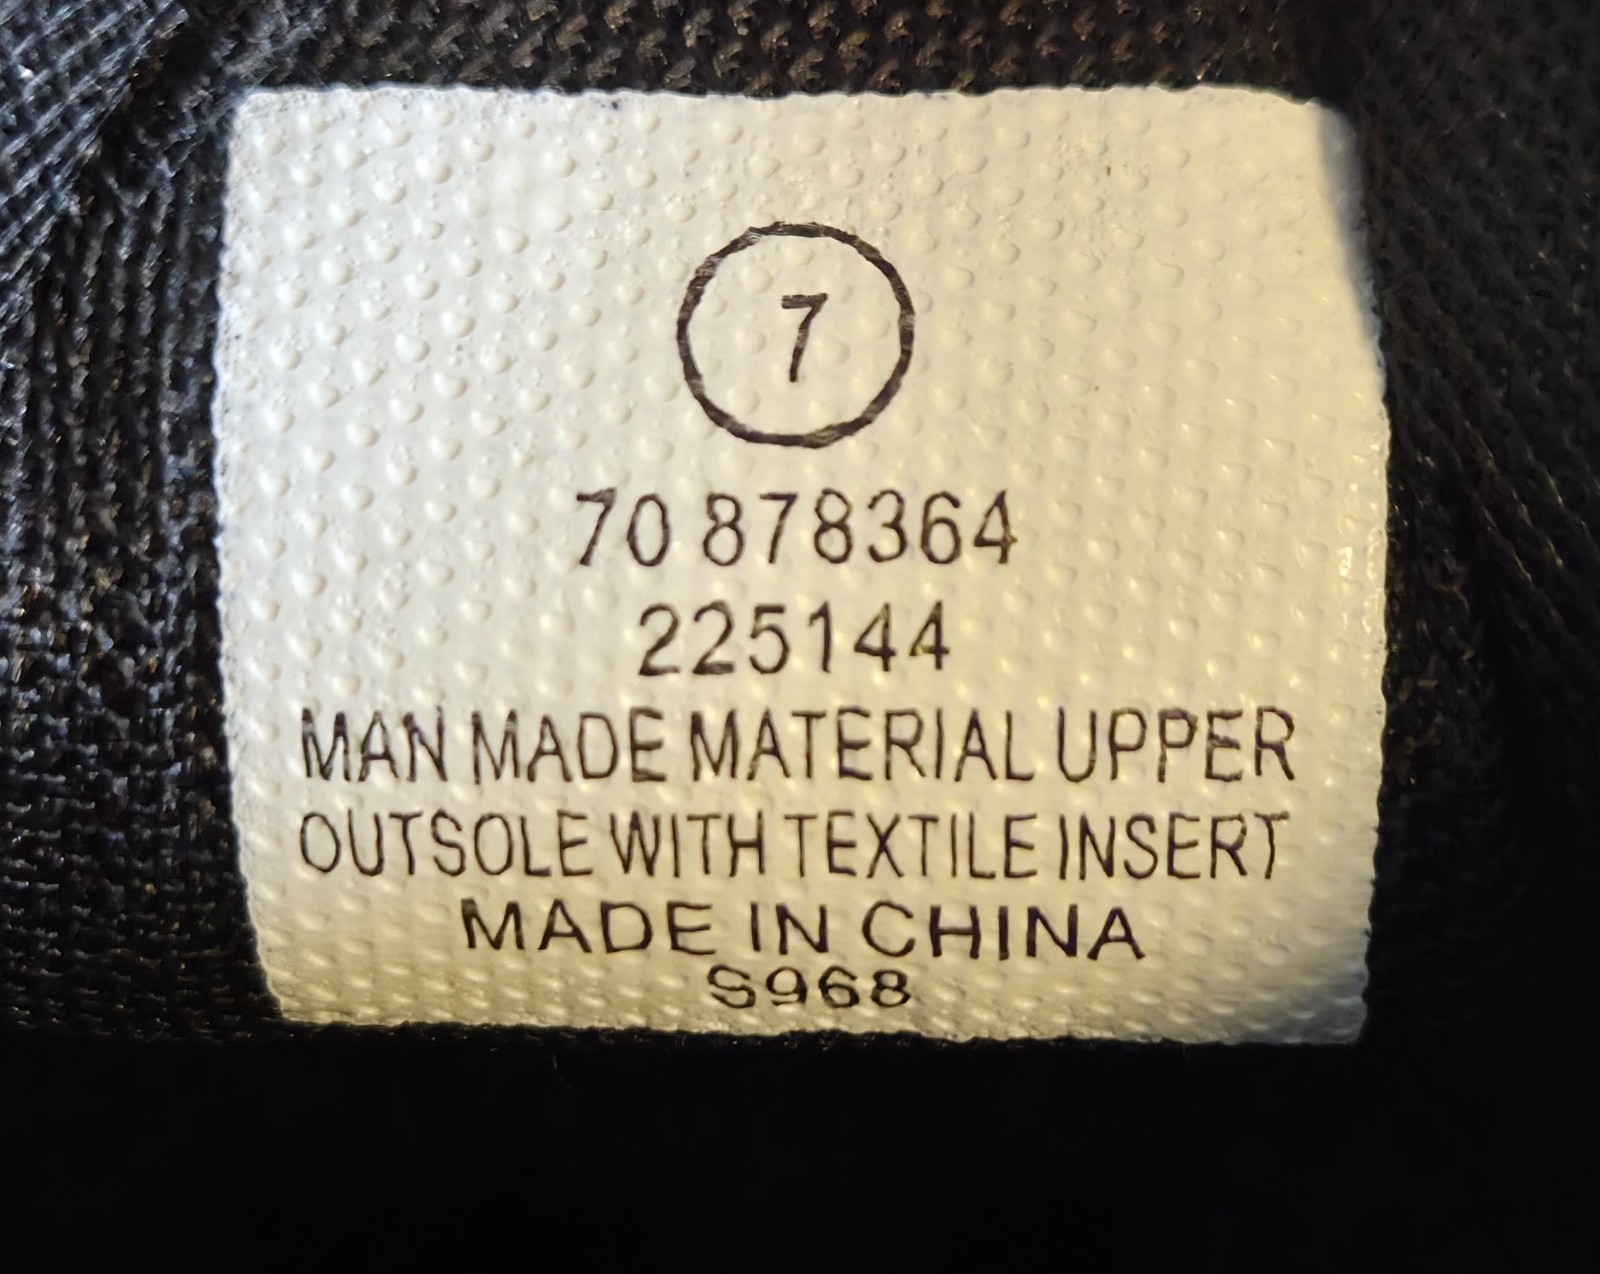 7
70 878364
225144
MAN MADE MATERIAL UPPER
OUTSOLE WITH TEXTILE INSERT
MADE IN CHINA
S968